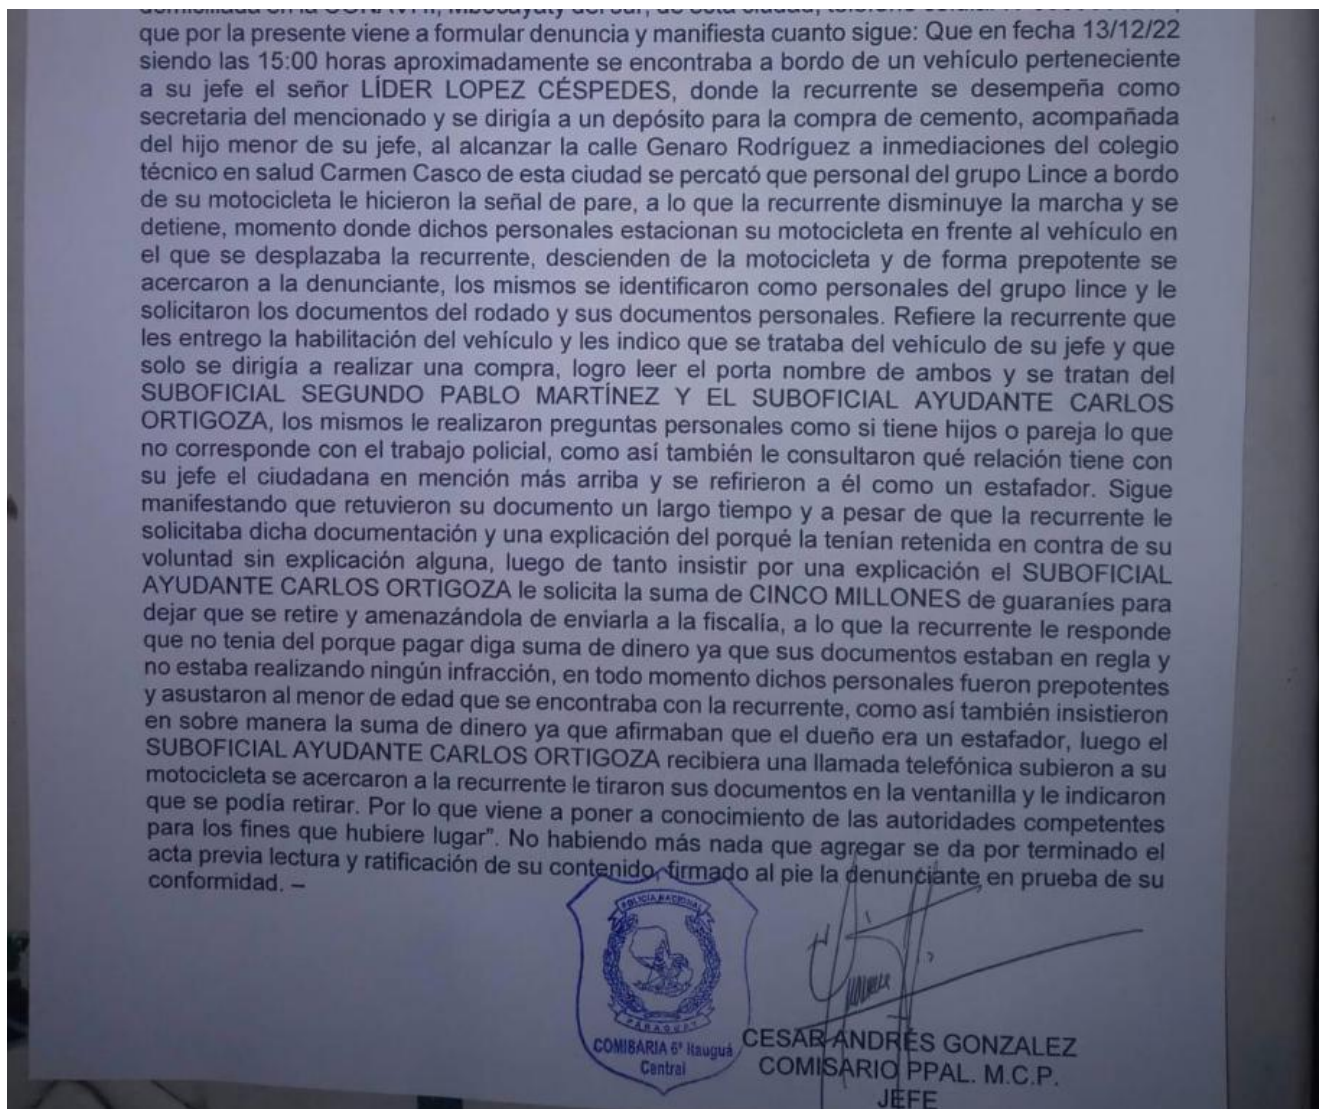 que por la presente viene a formular denuncia y manifiesta cuanto sigue: Que en fecha 13/12/22
siendo las 15:00 horas aproximadamente se encontraba a bordo de un vehículo perteneciente
a su jefe el señor LÍDER LOPEZ CÉSPEDES, donde la recurrente se desempeña como
secretaria del mencionado y se dirigía a un depósito para la compra de cemento, acompañada
del hijo menor de su jefe, al alcanzar la calle Genaro Rodríguez a inmediaciones del colegio
técnico en salud Carmen Casco de esta ciudad se percató que personal del grupo Lince a bordo
de su motocicleta le hicieron la señal de pare, a lo que la recurrente disminuye la marcha y se
detiene, momento donde dichos personales estacionan su motocicleta en frente al vehículo en
el que se desplazaba la recurrente, descienden de la motocicleta y de forma prepotente se
acercaron a la denunciante, los mismos se identificaron como personales del grupo lince y le
solicitaron los documentos del rodado y sus documentos personales. Refiere la recurrente que
les entrego la habilitación del vehículo y les indico que se trataba del vehículo de su jefe y que
solo se dirigía a realizar una compra, logro leer el porta nombre de ambos y se tratan del
SUBOFICIAL SEGUNDO PABLO MARTÍNEZ Y EL SUBOFICIAL AYUDANTE CARLOS
ORTIGOZA, los mismos le realizaron preguntas personales como si tiene hijos o pareja lo que
no corresponde con el trabajo policial, como así también le consultaron qué relación tiene con
su jefe el ciudadana en mención más arriba y se refirieron a él como un estafador. Sigue
manifestando que retuvieron su documento un largo tiempo y a pesar de que la recurrente le
solicitaba dicha documentación y una explicación del porqué la tenían retenida en contra de su
voluntad sin explicación alguna, luego de tanto insistir por una explicación el SUBOFICIAL
AYUDANTE CARLOS ORTIGOZA le solicita la suma de CINCO MILLONES de guaraníes para
dejar que se retire y amenazándola de enviarla a la fiscalía, a lo que la recurrente le responde
que no tenia del porque pagar diga suma de dinero ya que sus documentos estaban en regla y
no estaba realizando ningún infracción, en todo momento dichos personales fueron prepotentes
y asustaron al menor de edad que se encontraba con la recurrente, como así también insistieron
en sobre manera la suma de dinero ya que afirmaban que el dueño era un estafador, luego el
SUBOFICIAL AYUDANTE CARLOS ORTIGOZA recibiera una llamada telefónica subieron a su
motocicleta se acercaron a la recurrente le tiraron sus documentos en la ventanilla y le indicaron
que se podía retirar. Por lo que viene a poner a conocimiento de las autoridades competentes
para los fines que hubiere lugar". No habiendo más nada que agregar se da por terminado el
acta previa lectura y ratificación de su contenido, firmado al pie la denunciante en prueba de su
conformidad. –
POLICIA NACIONAL
PARAGUAY
COMISARIA 6ª Itauguá
Central
CESAR ANDRÉS GONZALEZ
COMISARIO PPAL. M.C.P.
JEFE